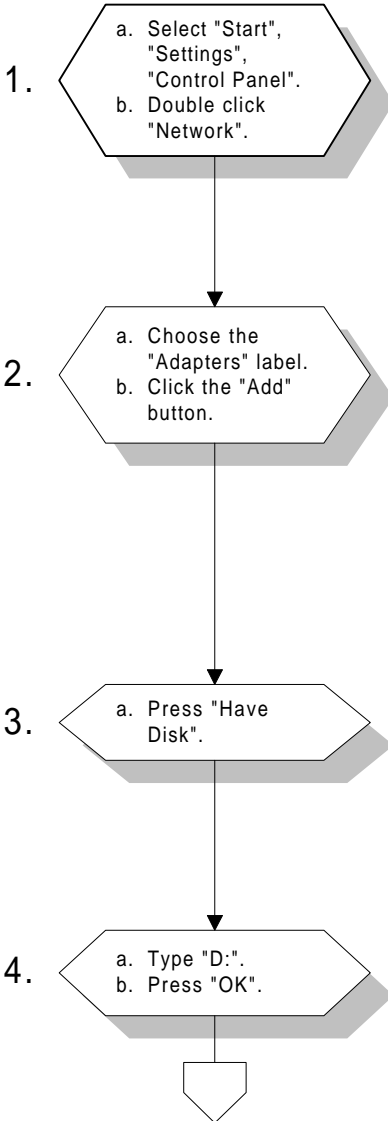 1.
a. Select "Start",
"Settings",
"Control Panel".
b. Double click
"Network".
2.
a. Choose the
"Adapters" label.
b. Click the "Add"
button.
3.
a. Press "Have
Disk".
4.
a. Type "D:".
b. Press "OK".